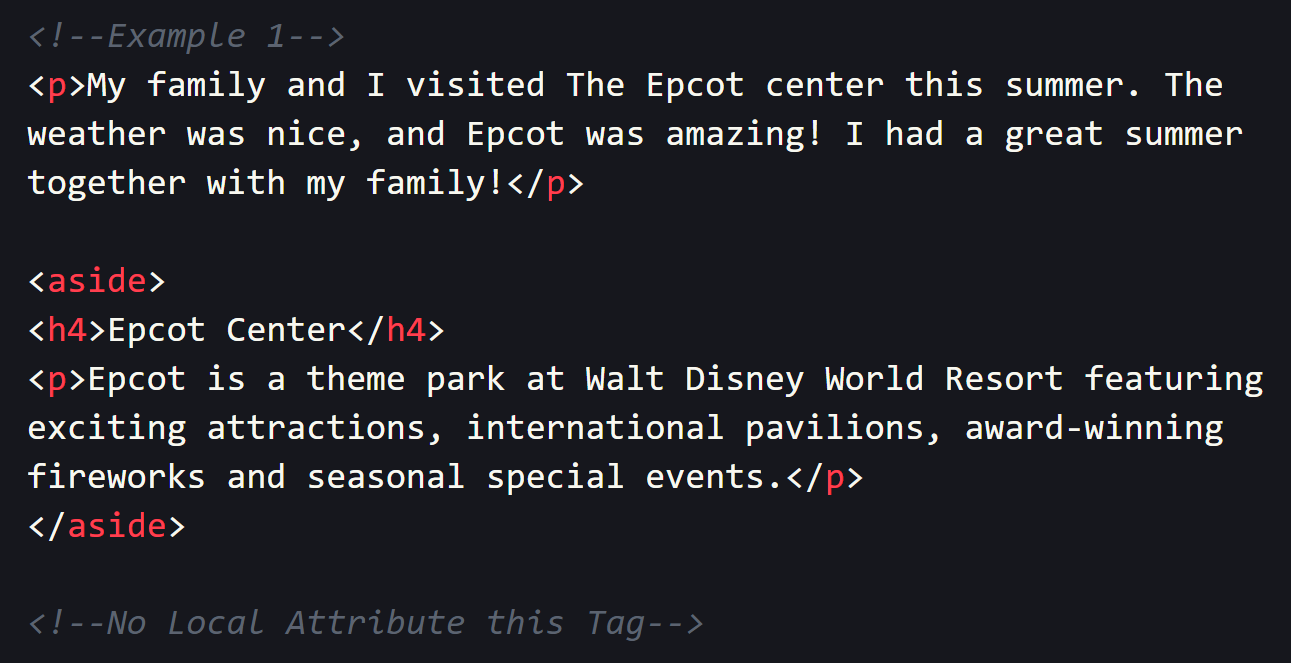 <!--Example 1-->
<p>My family and I visited The Epcot center this summer. The
weather was nice, and Epcot was amazing! I had a great summer
together with my family!</p>
<aside>
<h4>Epcot Center</h4>
<p>Epcot is a theme park at Walt Disney World Resort featuring
exciting attractions, international pavilions, award-winning
fireworks and seasonal special events.</p>
</aside>
<!--No Local Attribute this Tag-->